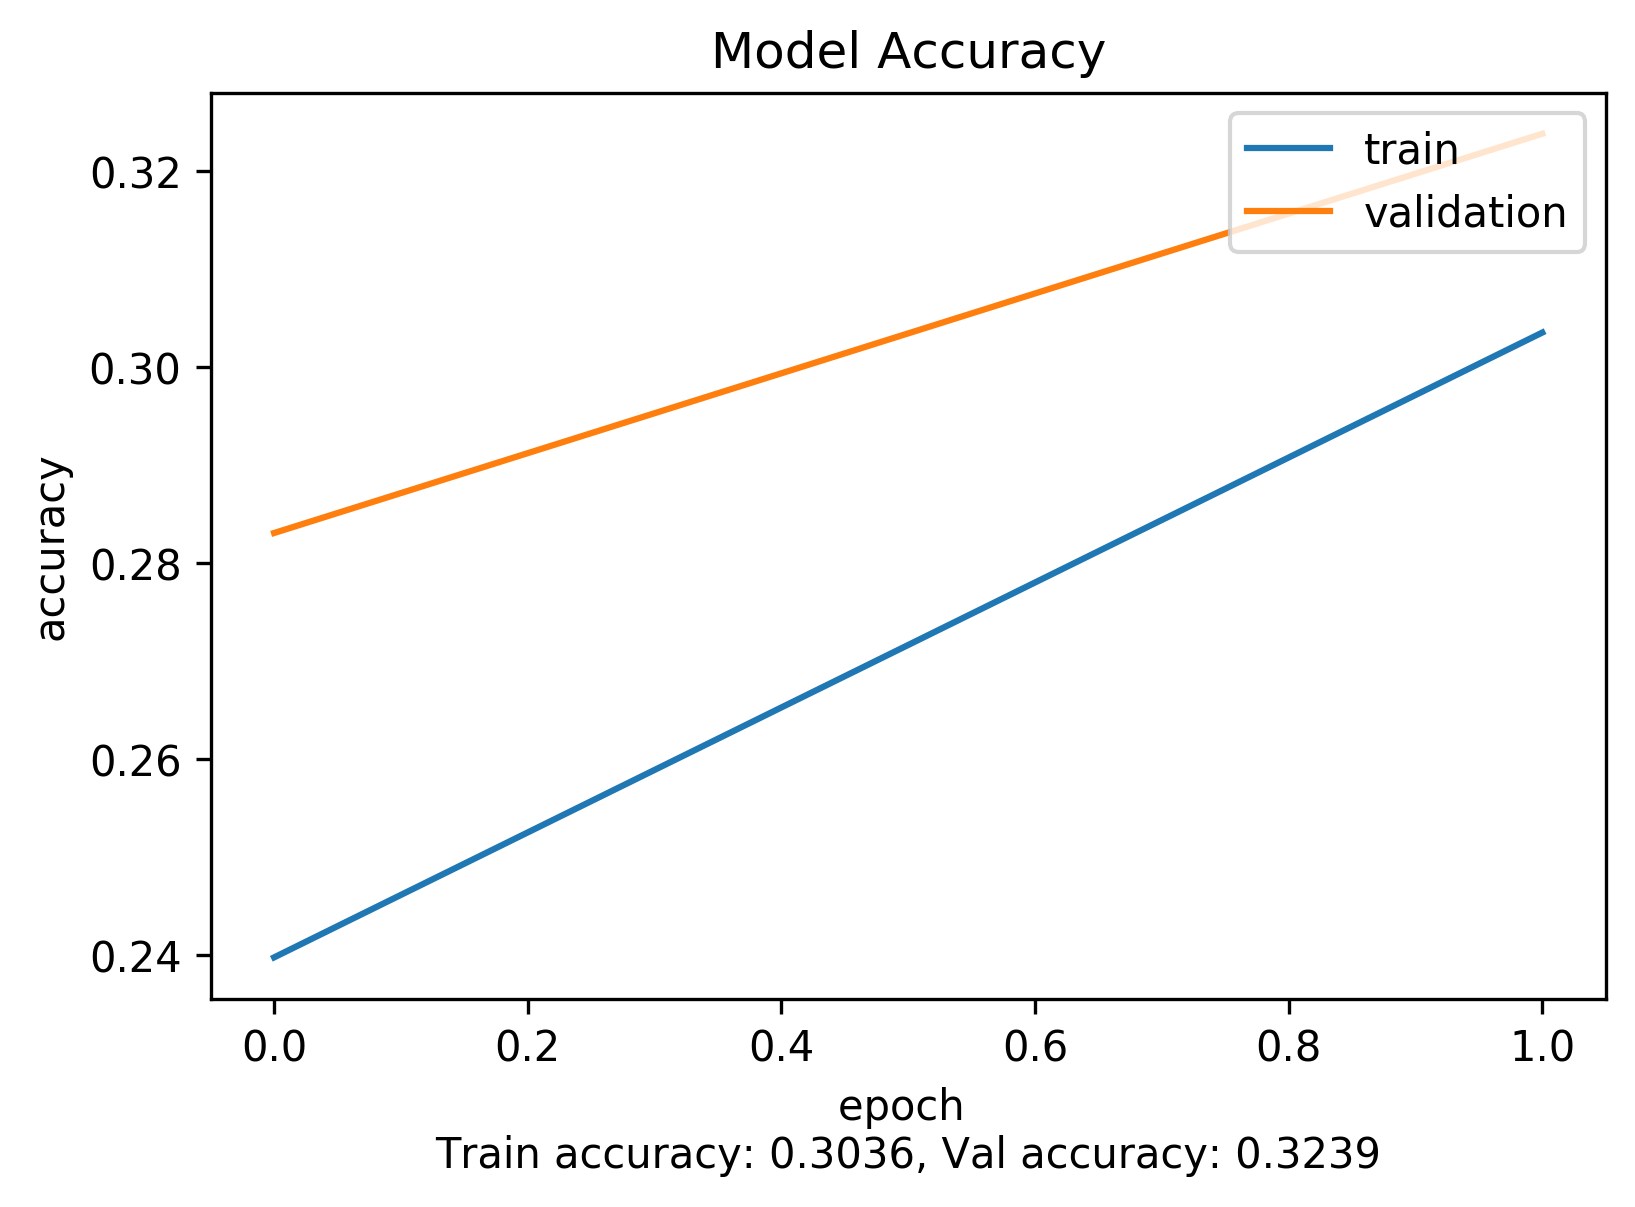 Model Accuracy
train
validation
0.32
0.30
0.28
0.26
0.24
accuracy
0.0 0.2 0.4 0.6 0.8 1.0
epoch
Train accuracy: 0.3036, Val accuracy: 0.3239